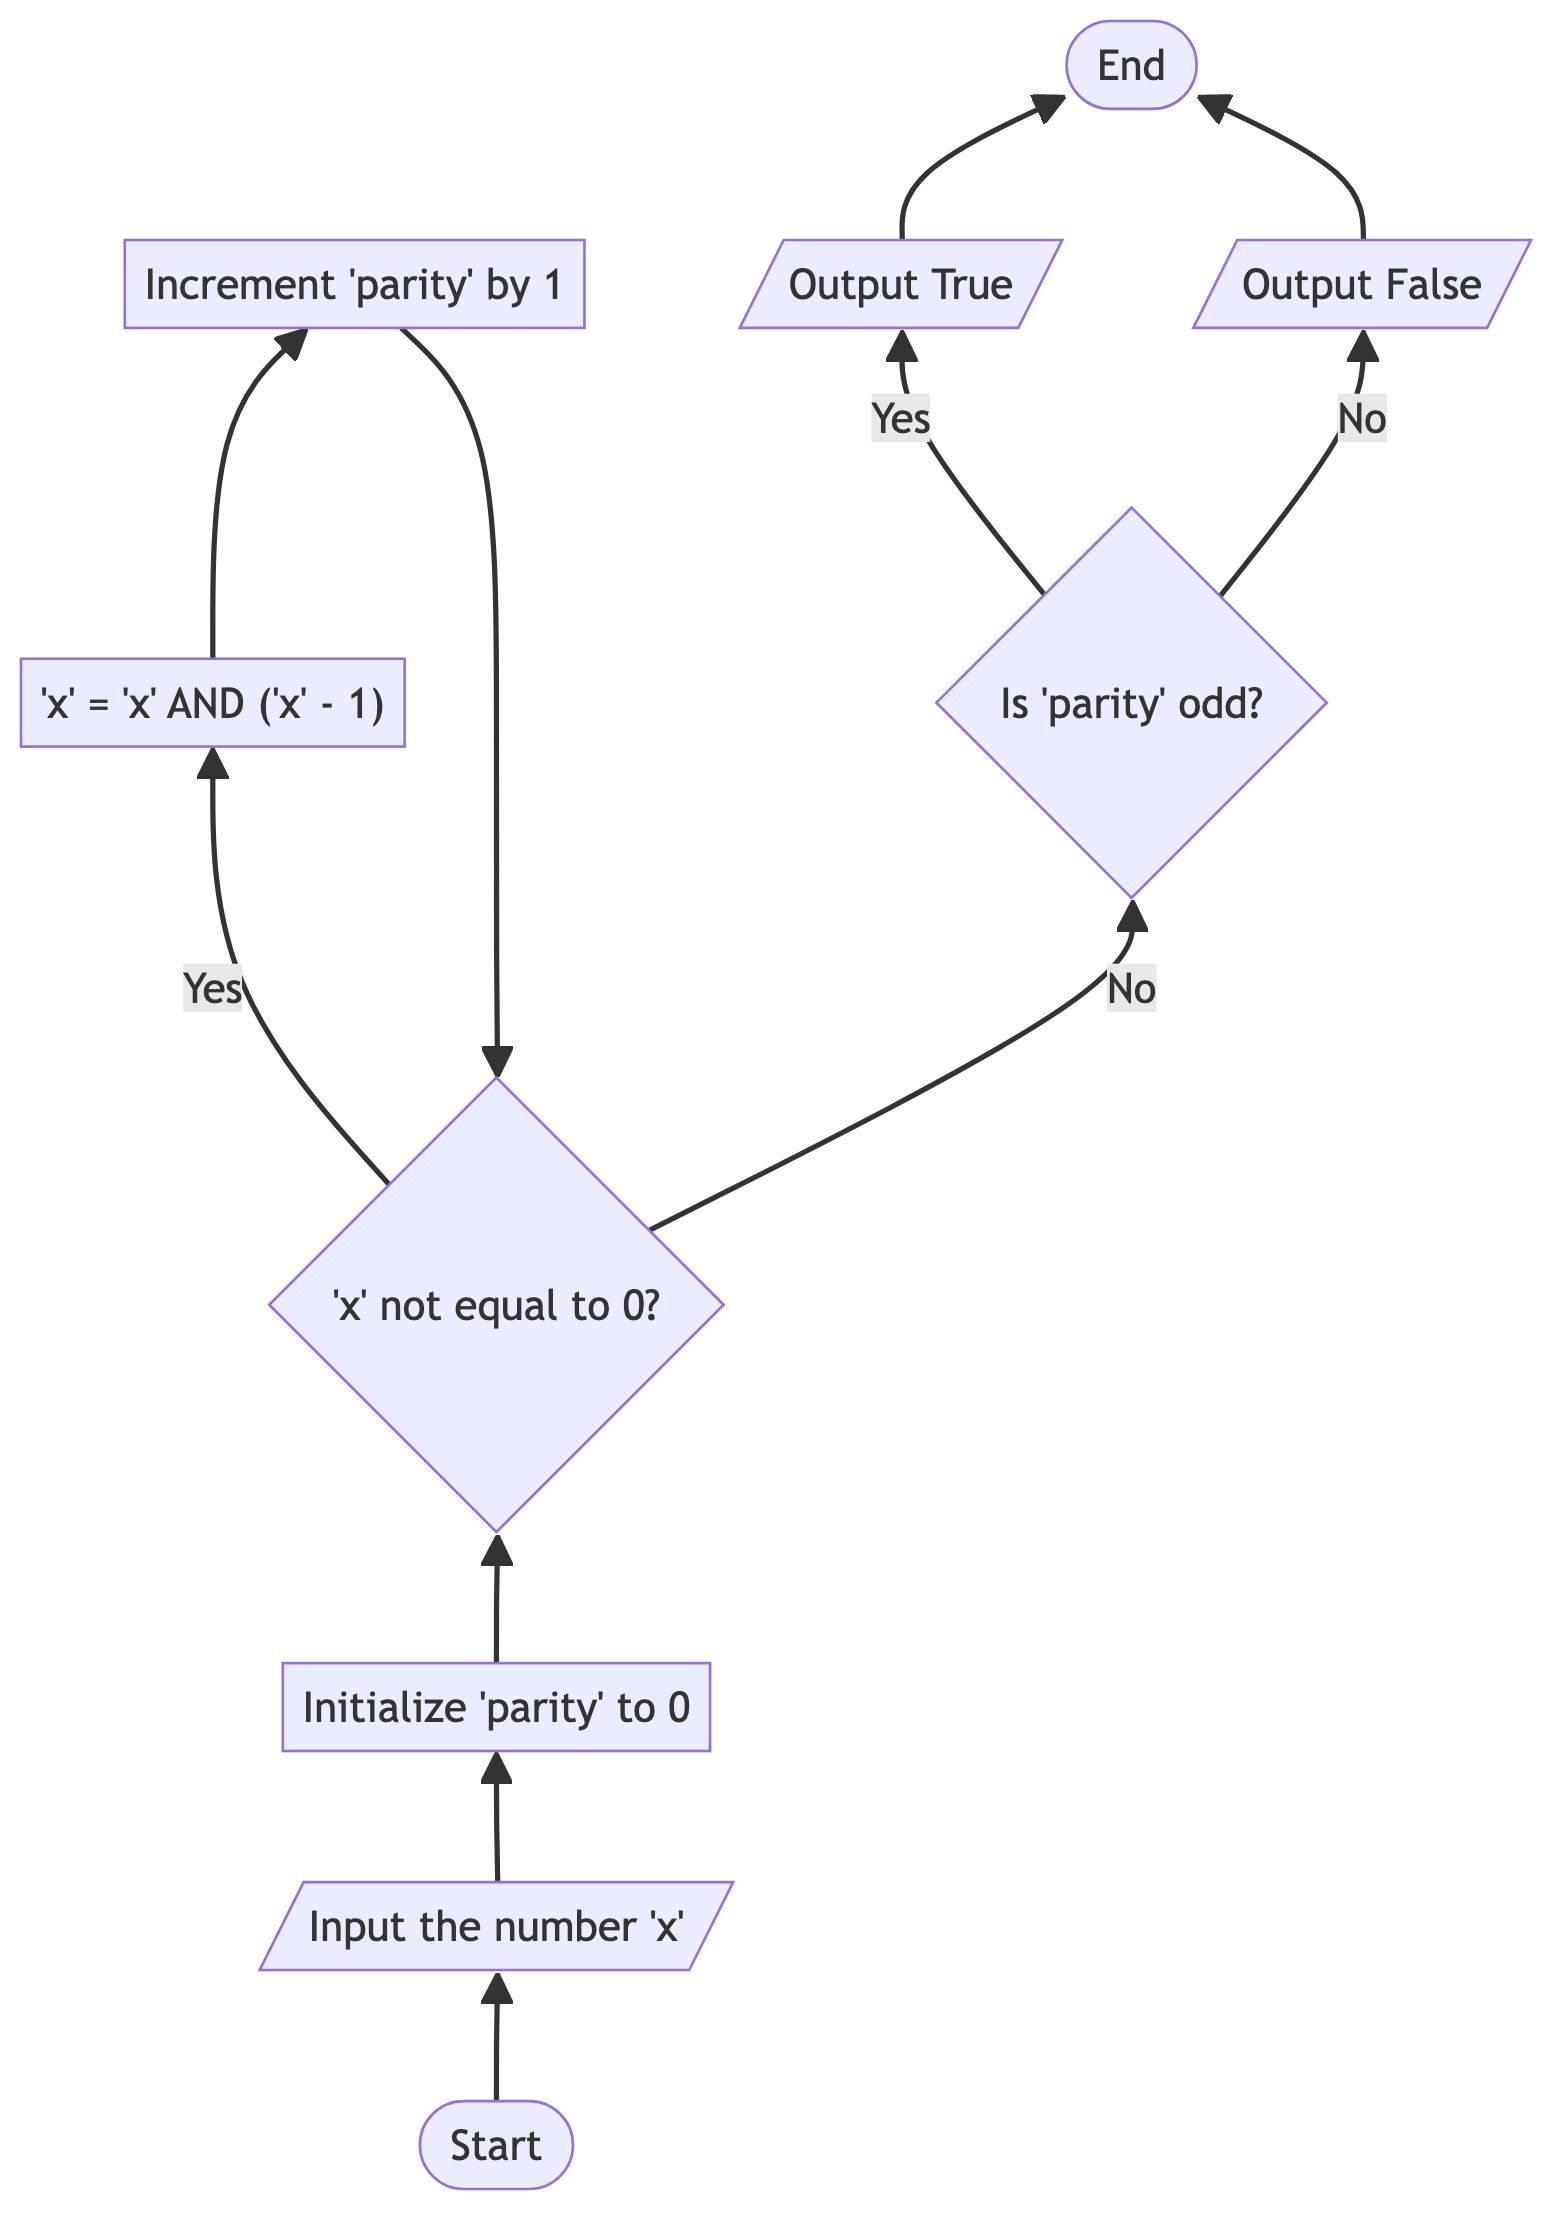 End
Increment 'parity' by 1
Output True
Output False
Yes
No
'x' = 'x' AND ('x' - 1)
Is 'parity' odd?
Yes
No
'x' not equal to 0?
Initialize 'parity' to 0
Input the number 'x'
Start